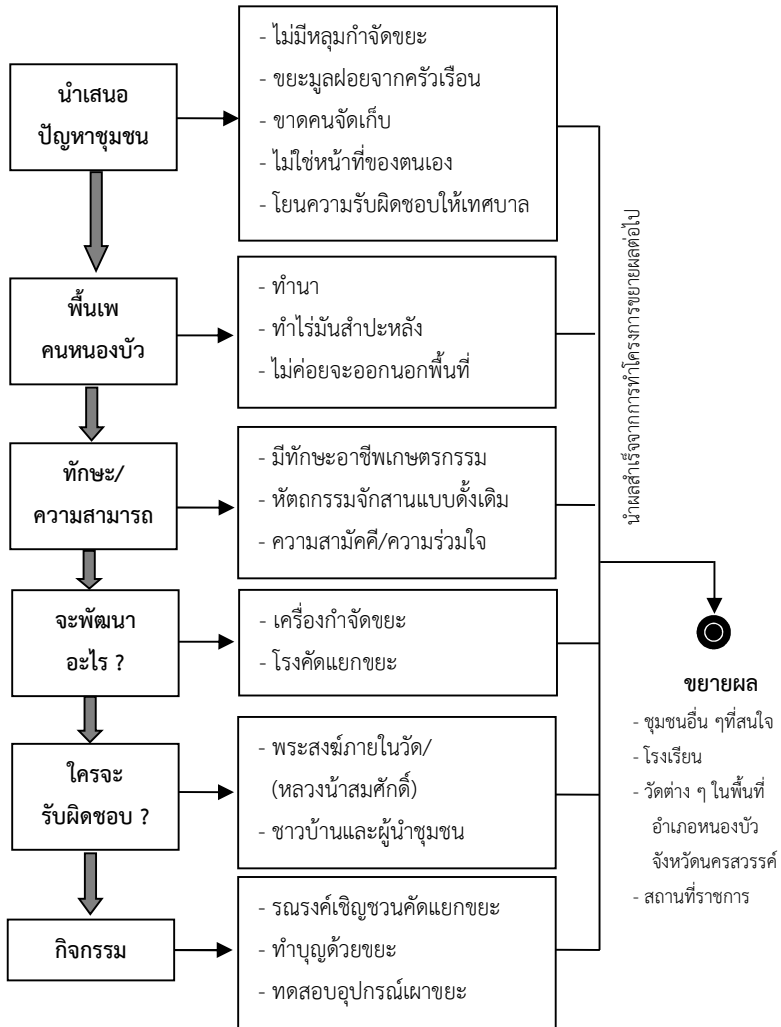 นำเสนอ
ปัญหาชุมชน
- ไม่มีหลุมกำจัดขยะ
- ขยะมูลฝอยจากครัวเรือน
- ขาดคนจัดเก็บ
- ไม่ใช่หน้าที่ของตนเอง
- โยนความรับผิดชอบให้เทศบาล
พื้นเพ
คนหนองบัว
- ทำนา
- ทำไร่มันสำปะหลัง
- ไม่ค่อยจะออกนอกพื้นที่
ทักษะ/
ความสามารถ
- มีทักษะอาชีพเกษตรกรรม
- หัตถกรรมจักสานแบบดั้งเดิม
- ความสามัคคี/ความร่วมใจ
จะพัฒนา
อะไร ?
- เครื่องกำจัดขยะ
- โรงคัดแยกขยะ
ใครจะ
รับผิดชอบ ?
- พระสงฆ์ภายในวัด/
(หลวงน้าสมศักดิ์)
- ชาวบ้านและผู้นำชุมชน
กิจกรรม
- รณรงค์เชิญชวนคัดแยกขยะ
- ทำบุญด้วยขยะ
- ทดสอบอุปกรณ์เผาขยะ
นำผลสำเร็จจากการทำโครงการขยายผลต่อไป
ขยายผล
- ชุมชนอื่น ๆที่สนใจ
- โรงเรียน
- วัดต่าง ๆ ในพื้นที่
อำเภอหนองบัว
จังหวัดนครสวรรค์
- สถานที่ราชการ